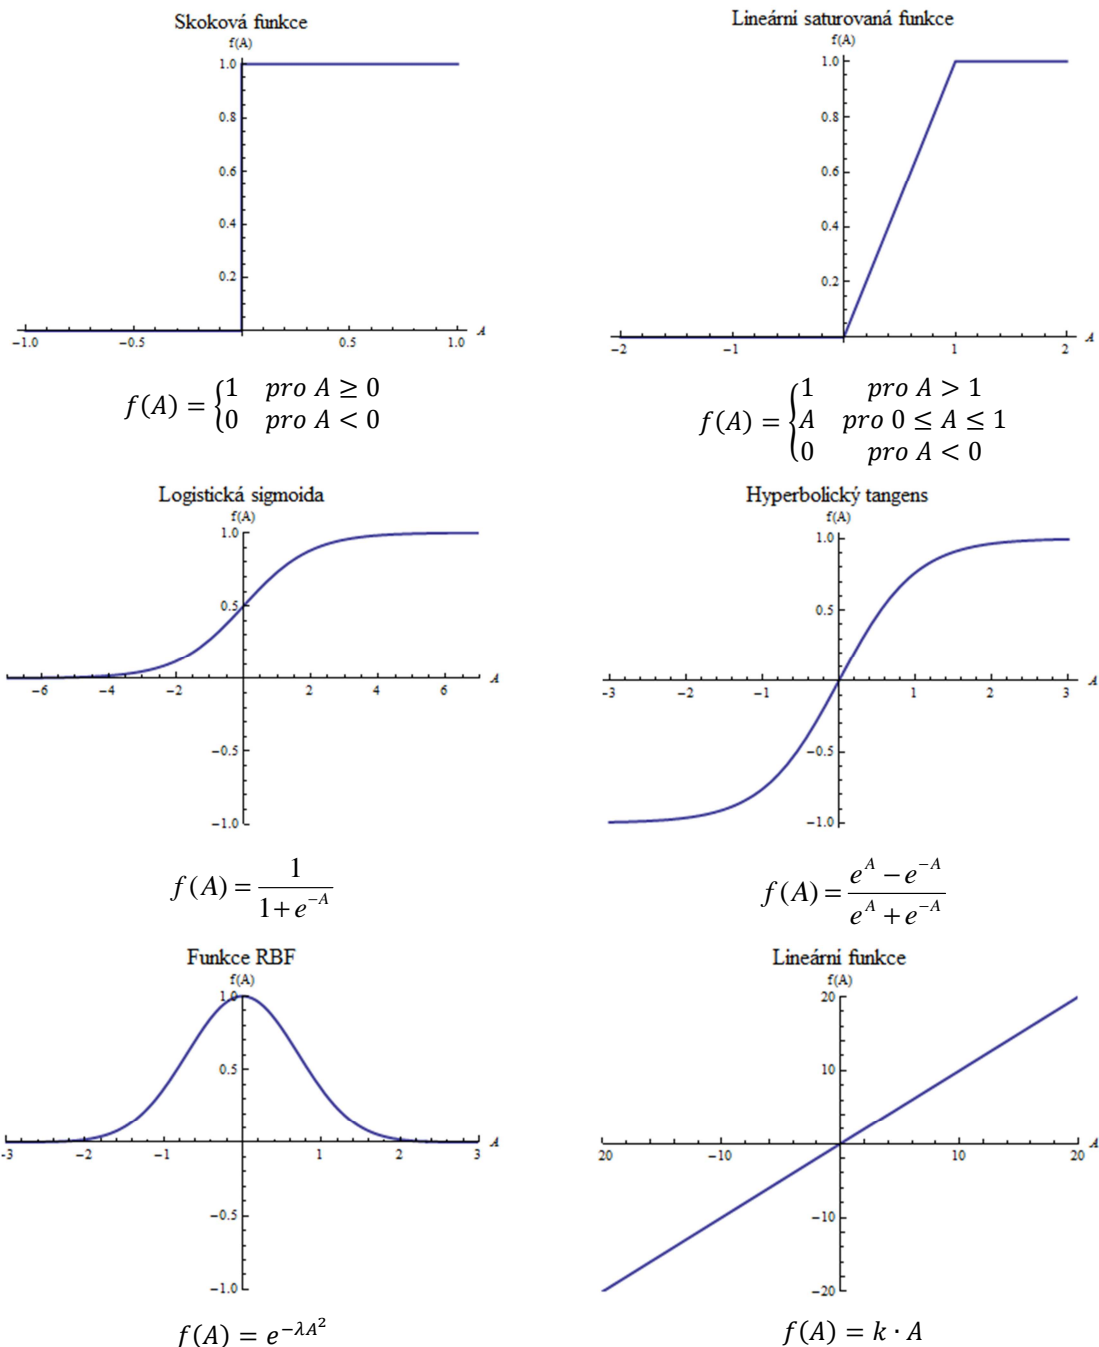 Skoková funkce
f(A)
1.0
0.8
0.6
0.4
0.2
−1.0 −0.5 0.5 1.0 A
f(A) = {1 pro A ≥ 0
0 pro A < 0
Lineární saturovaná funkce
f(A)
1.0
0.8
0.6
0.4
0.2
−2 −1 1 2 A
f(A) = {1 pro A > 1
A pro 0 ≤ A ≤ 1
0 pro A < 0
Logistická sigmoida
f(A)
1.0
0.5
−6 −4 −2 2 4 6 A
−0.5
−1.0
f(A) = 1 / (1 + e^{−A})
Hyperbolický tangens
f(A)
1.0
0.5
-3 −2 −1 1 2 3 A
−0.5
−1.0
f(A) = (e^A − e^{−A}) / (e^A + e^{−A})
Funkce RBF
f(A)
1.0
0.5
-3 −2 −1 1 2 3 A
−0.5
−1.0
f(A) = e^{−λA²}
Lineární funkce
f(A)
20
10
20 −10 10 20 A
−10
−20
f(A) = k · A